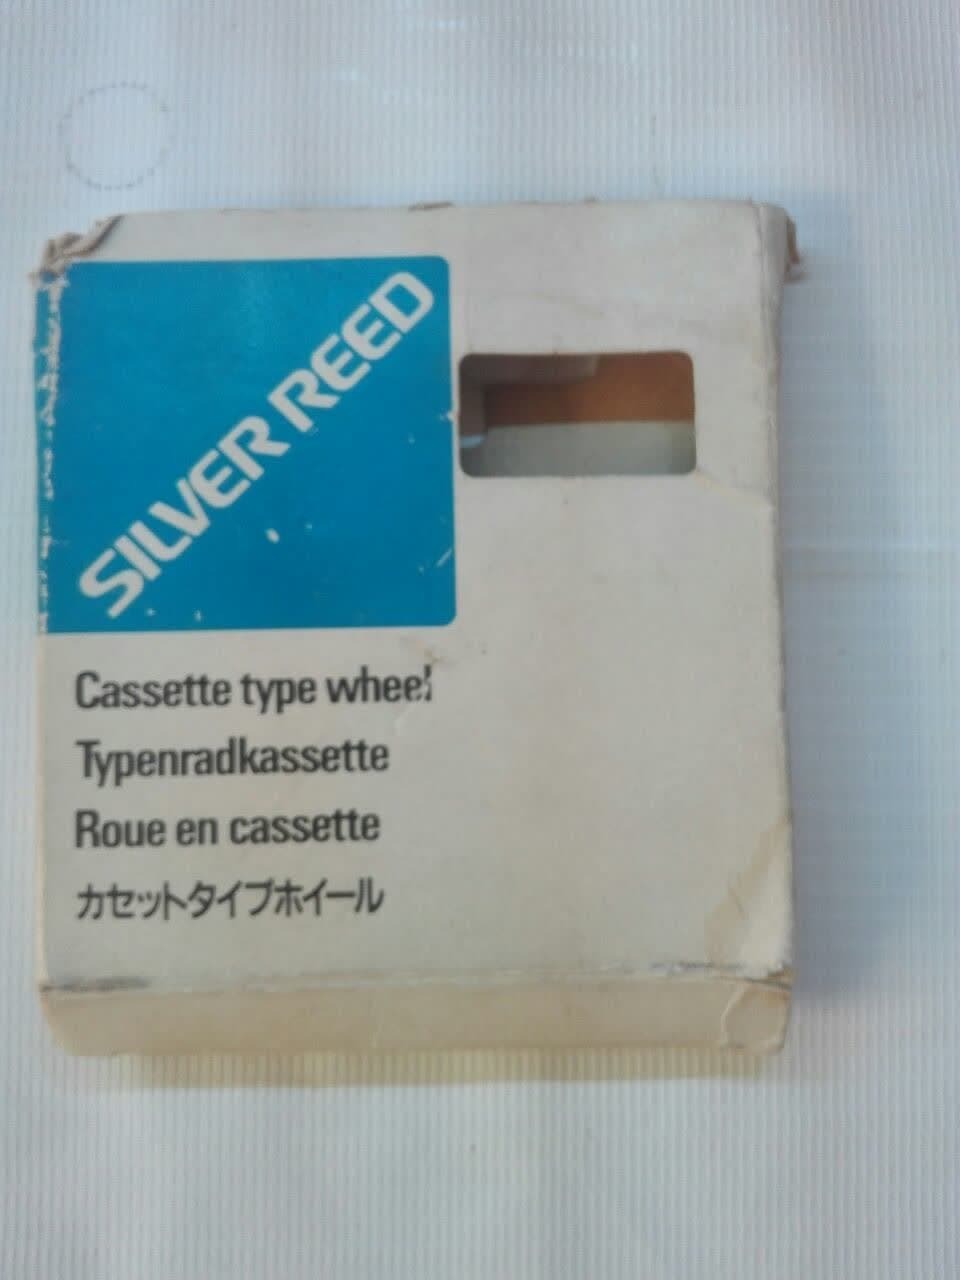 SILVER REED
Cassette type wheel
Typenradkassette
Roue en cassette
カセットタイプホイール